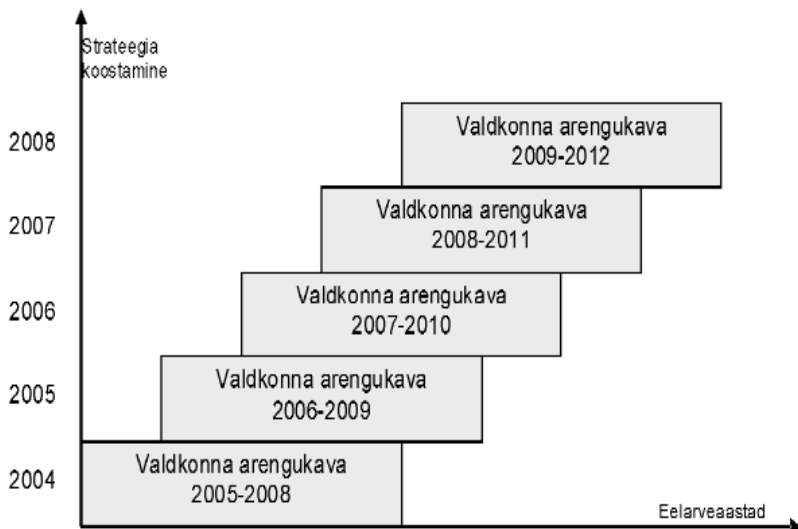 Strateegia
koostamine
2008
Valdkonna arengukava
2009-2012
2007
Valdkonna arengukava
2008-2011
2006
Valdkonna arengukava
2007-2010
2005
Valdkonna arengukava
2006-2009
2004
Valdkonna arengukava
2005-2008
Eelarveaastad